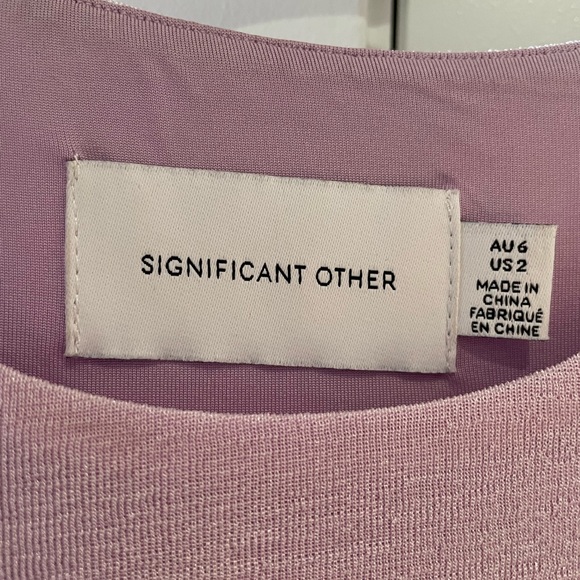 SIGNIFICANT OTHER
AU 6
US 2
MADE IN
CHINA
FABRIQUÉ
EN CHINE